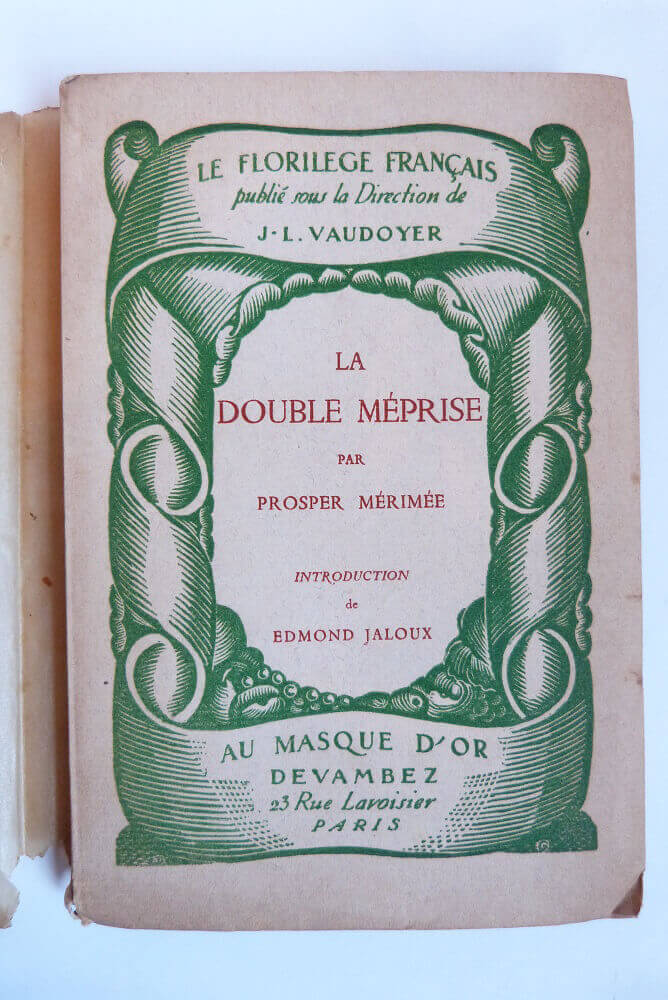 LE FLORILEGE FRANÇAIS
publié sous la Direction de
J-L. VAUDOYER
LA
DOUBLE MÉPRISE
PAR
PROSPER MÉRIMÉE
INTRODUCTION
de
EDMOND JALOUX
AU MASQUE D'OR
DEVAMBEZ
23 Rue Lavoisier
PARIS